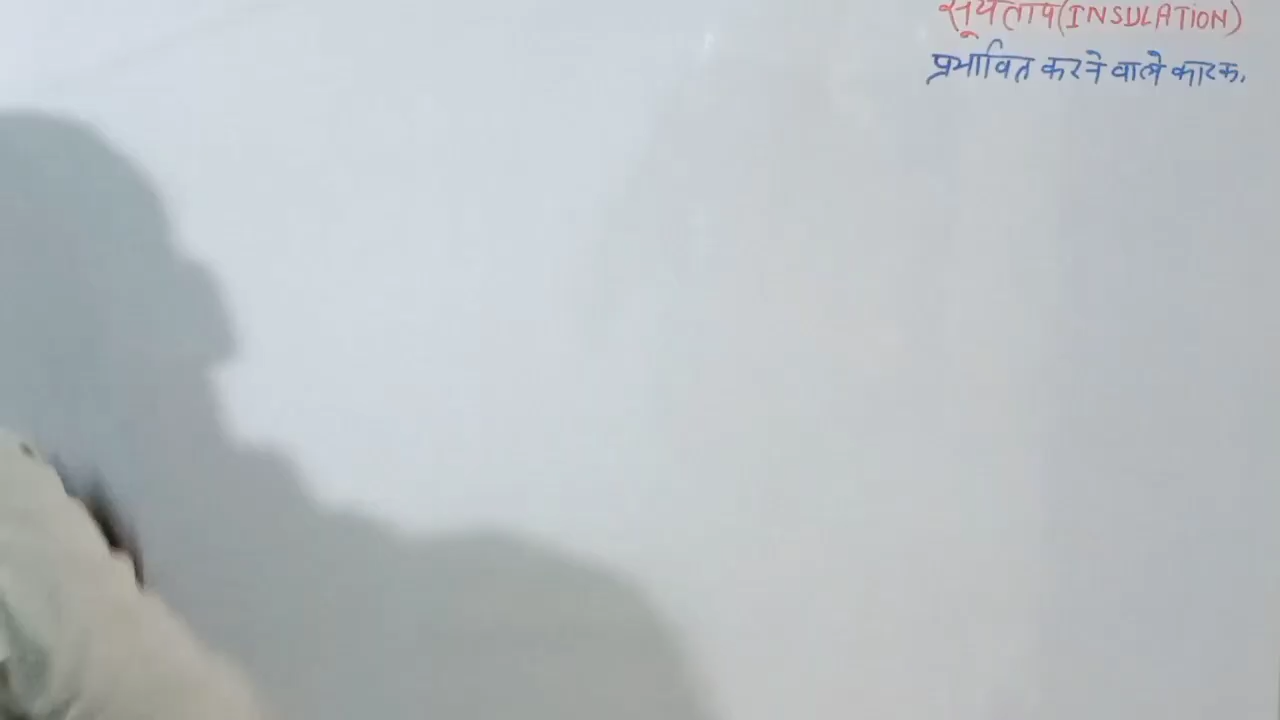 सूर्यताप(INSULATION)
प्रभावित करने वाले कारक.